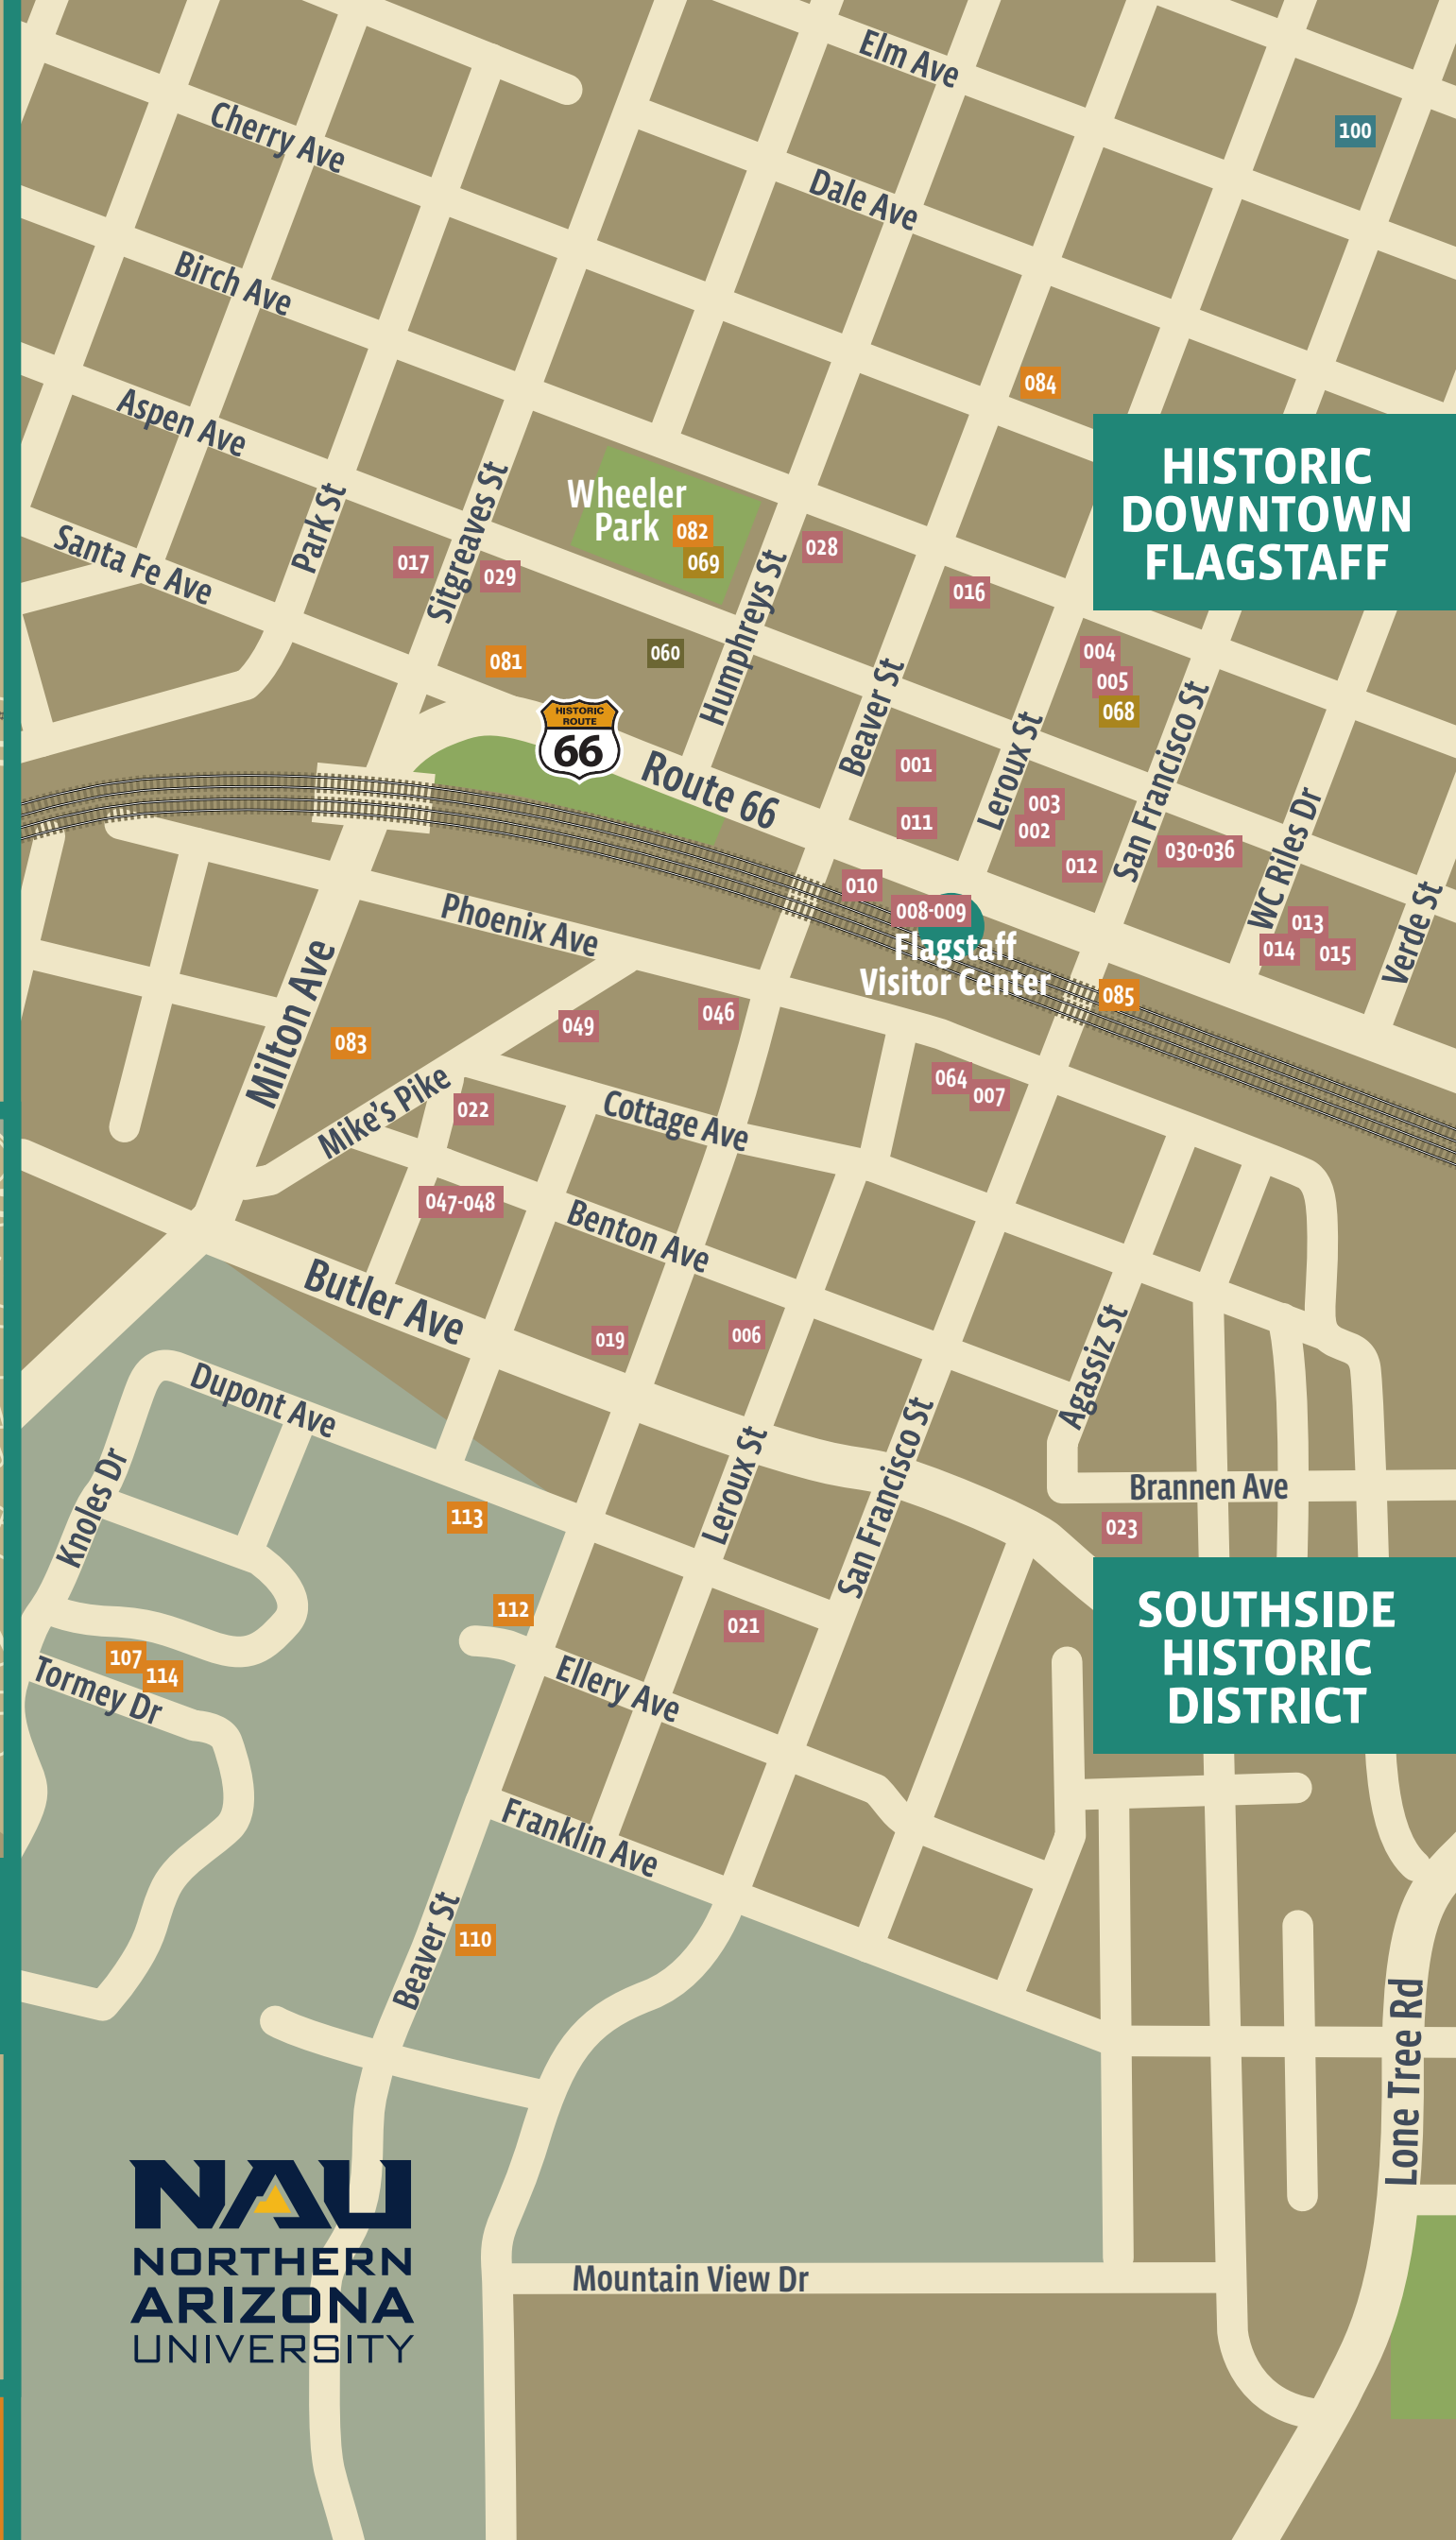 Elm Ave
100
Cherry Ave
Dale Ave
Birch Ave
084
Aspen Ave
HISTORIC
DOWNTOWN
FLAGSTAFF
Park St
Sitgreaves St
Wheeler
Park
082
069
028
Santa Fe Ave
017
029
016
Humphreys St
081
060
004
005
068
Beaver St
San Francisco St
HISTORIC
ROUTE
66
Route 66
Leroux St
001
003
011
002
WC Riles Dr
030-036
012
010
Verde St
008-009
013
014
015
Flagstaff
Visitor Center
Phoenix Ave
085
Milton Ave
049
046
083
064
007
Mike's Pike
022
Cottage Ave
047-048
Benton Ave
Butler Ave
019
006
Agassiz St
Dupont Ave
Leroux St
San Francisco St
Knoles Dr
Brannen Ave
113
023
112
021
SOUTHSIDE
HISTORIC
DISTRICT
107
114
Tormey Dr
Ellery Ave
Franklin Ave
Beaver St
110
Lone Tree Rd
NAU
NORTHERN
ARIZONA
UNIVERSITY
Mountain View Dr